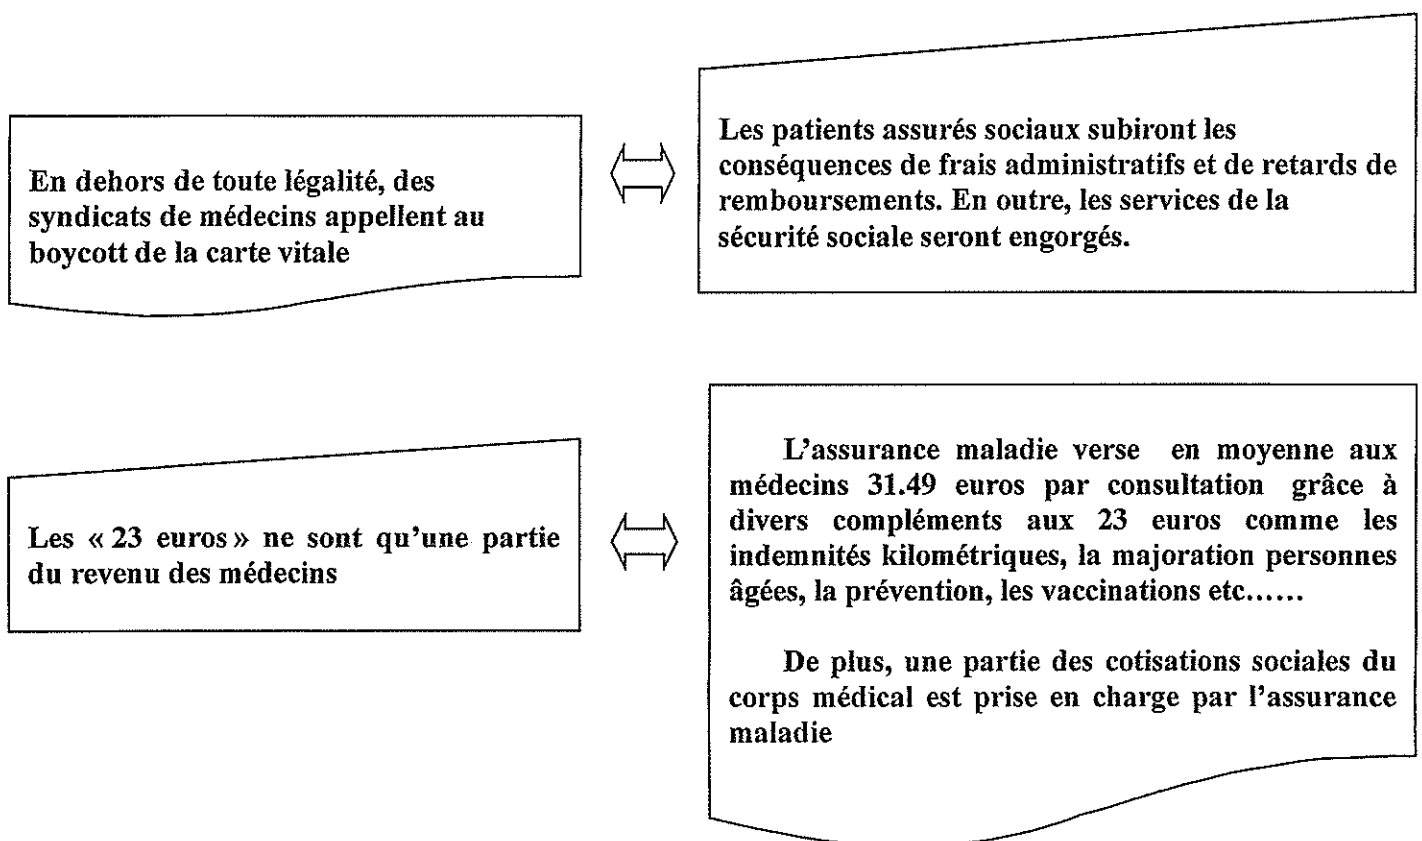 En dehors de toute légalité, des
syndicats de médecins appellent au
boycott de la carte vitale
Les patients assurés sociaux subiront les
conséquences de frais administratifs et de retards de
remboursements. En outre, les services de la
sécurité sociale seront engorgés.
Les « 23 euros » ne sont qu’une partie
du revenu des médecins
L’assurance maladie verse en moyenne aux
médecins 31.49 euros par consultation grâce à
divers compléments aux 23 euros comme les
indemnités kilométriques, la majoration personnes
âgées, la prévention, les vaccinations etc……
De plus, une partie des cotisations sociales du
corps médical est prise en charge par l’assurance
maladie